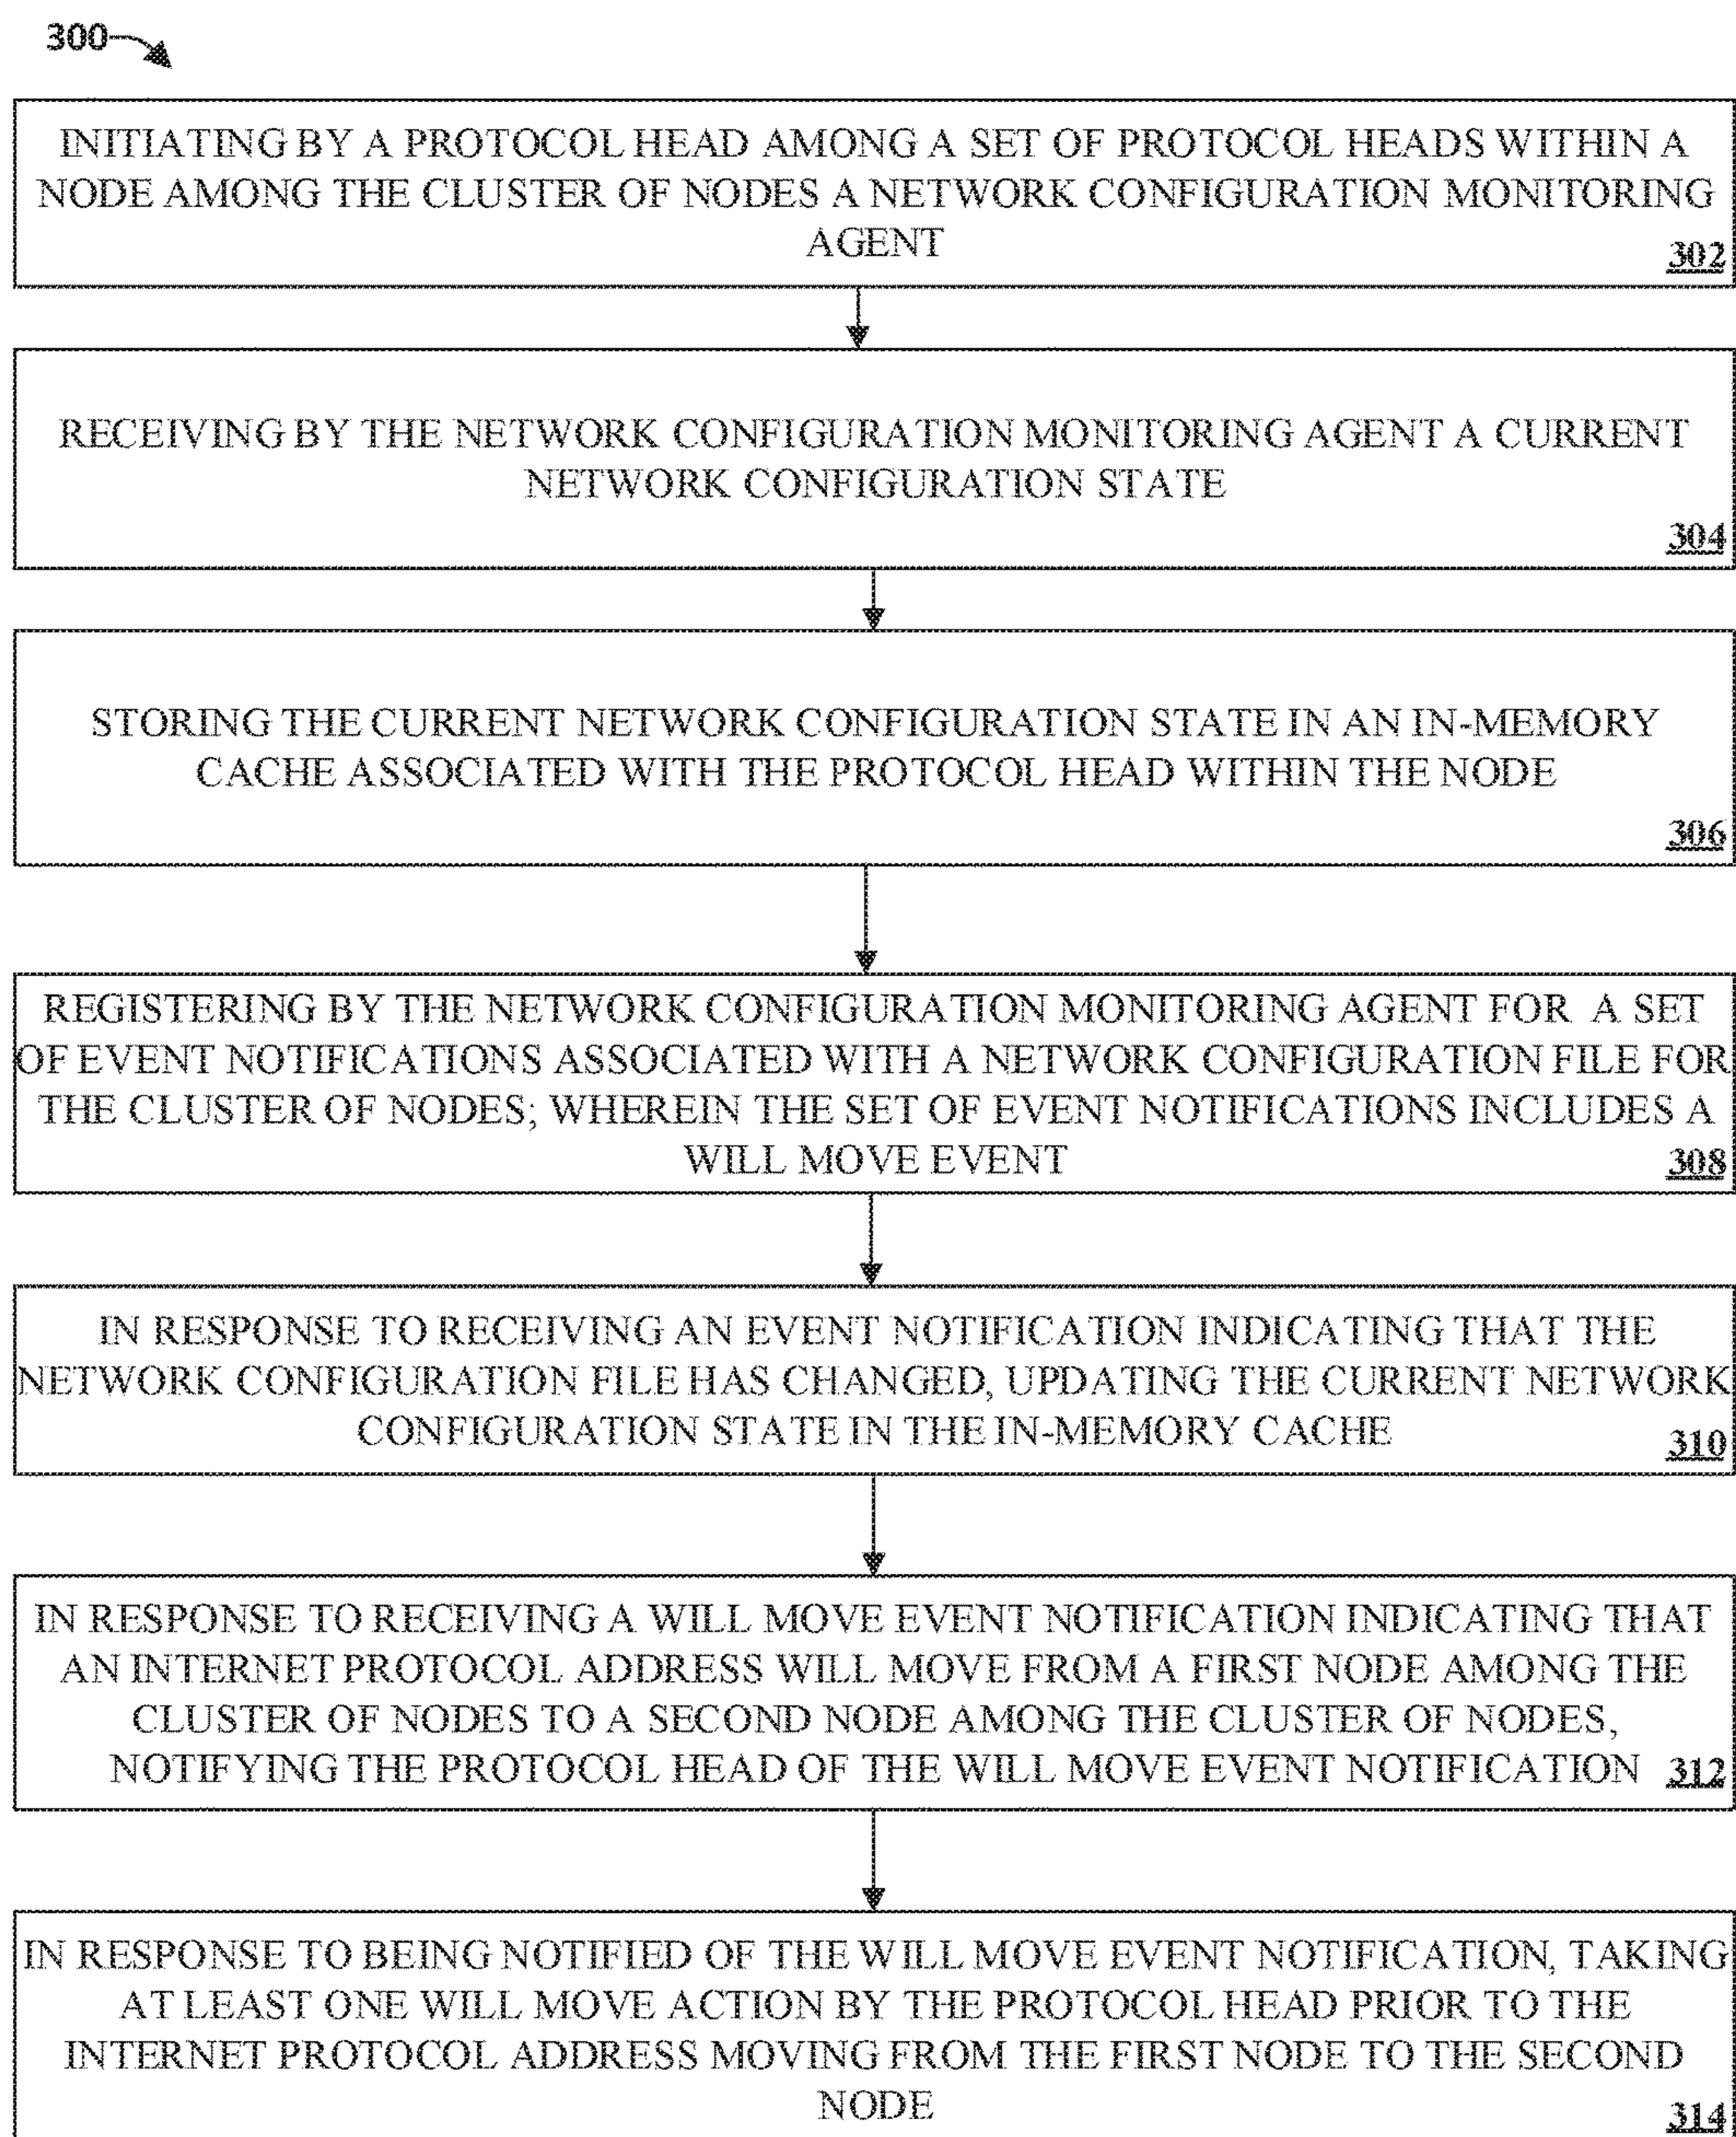 300
INITIATING BY A PROTOCOL HEAD AMONG A SET OF PROTOCOL HEADS WITHIN A
NODE AMONG THE CLUSTER OF NODES A NETWORK CONFIGURATION MONITORING
AGENT
302
RECEIVING BY THE NETWORK CONFIGURATION MONITORING AGENT A CURRENT
NETWORK CONFIGURATION STATE
304
STORING THE CURRENT NETWORK CONFIGURATION STATE IN AN IN-MEMORY
CACHE ASSOCIATED WITH THE PROTOCOL HEAD WITHIN THE NODE
306
REGISTERING BY THE NETWORK CONFIGURATION MONITORING AGENT FOR A SET
OF EVENT NOTIFICATIONS ASSOCIATED WITH A NETWORK CONFIGURATION FILE FOR
THE CLUSTER OF NODES; WHEREIN THE SET OF EVENT NOTIFICATIONS INCLUDES A
WILL MOVE EVENT
308
IN RESPONSE TO RECEIVING AN EVENT NOTIFICATION INDICATING THAT THE
NETWORK CONFIGURATION FILE HAS CHANGED, UPDATING THE CURRENT NETWORK
CONFIGURATION STATE IN THE IN-MEMORY CACHE
310
IN RESPONSE TO RECEIVING A WILL MOVE EVENT NOTIFICATION INDICATING THAT
AN INTERNET PROTOCOL ADDRESS WILL MOVE FROM A FIRST NODE AMONG THE
CLUSTER OF NODES TO A SECOND NODE AMONG THE CLUSTER OF NODES,
NOTIFYING THE PROTOCOL HEAD OF THE WILL MOVE EVENT NOTIFICATION 312
IN RESPONSE TO BEING NOTIFIED OF THE WILL MOVE EVENT NOTIFICATION, TAKING
AT LEAST ONE WILL MOVE ACTION BY THE PROTOCOL HEAD PRIOR TO THE
INTERNET PROTOCOL ADDRESS MOVING FROM THE FIRST NODE TO THE SECOND
NODE
314